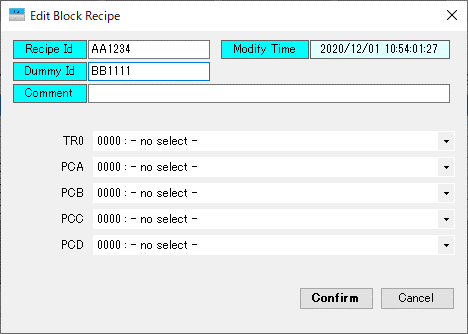 Edit Block Recipe
Recipe Id AA1234 Modify Time 2020/12/01 10:54:01:27
Dummy Id BB1111
Comment
TR0 0000 : - no select -
PCA 0000 : - no select -
PCB 0000 : - no select -
PCC 0000 : - no select -
PCD 0000 : - no select -
Confirm Cancel